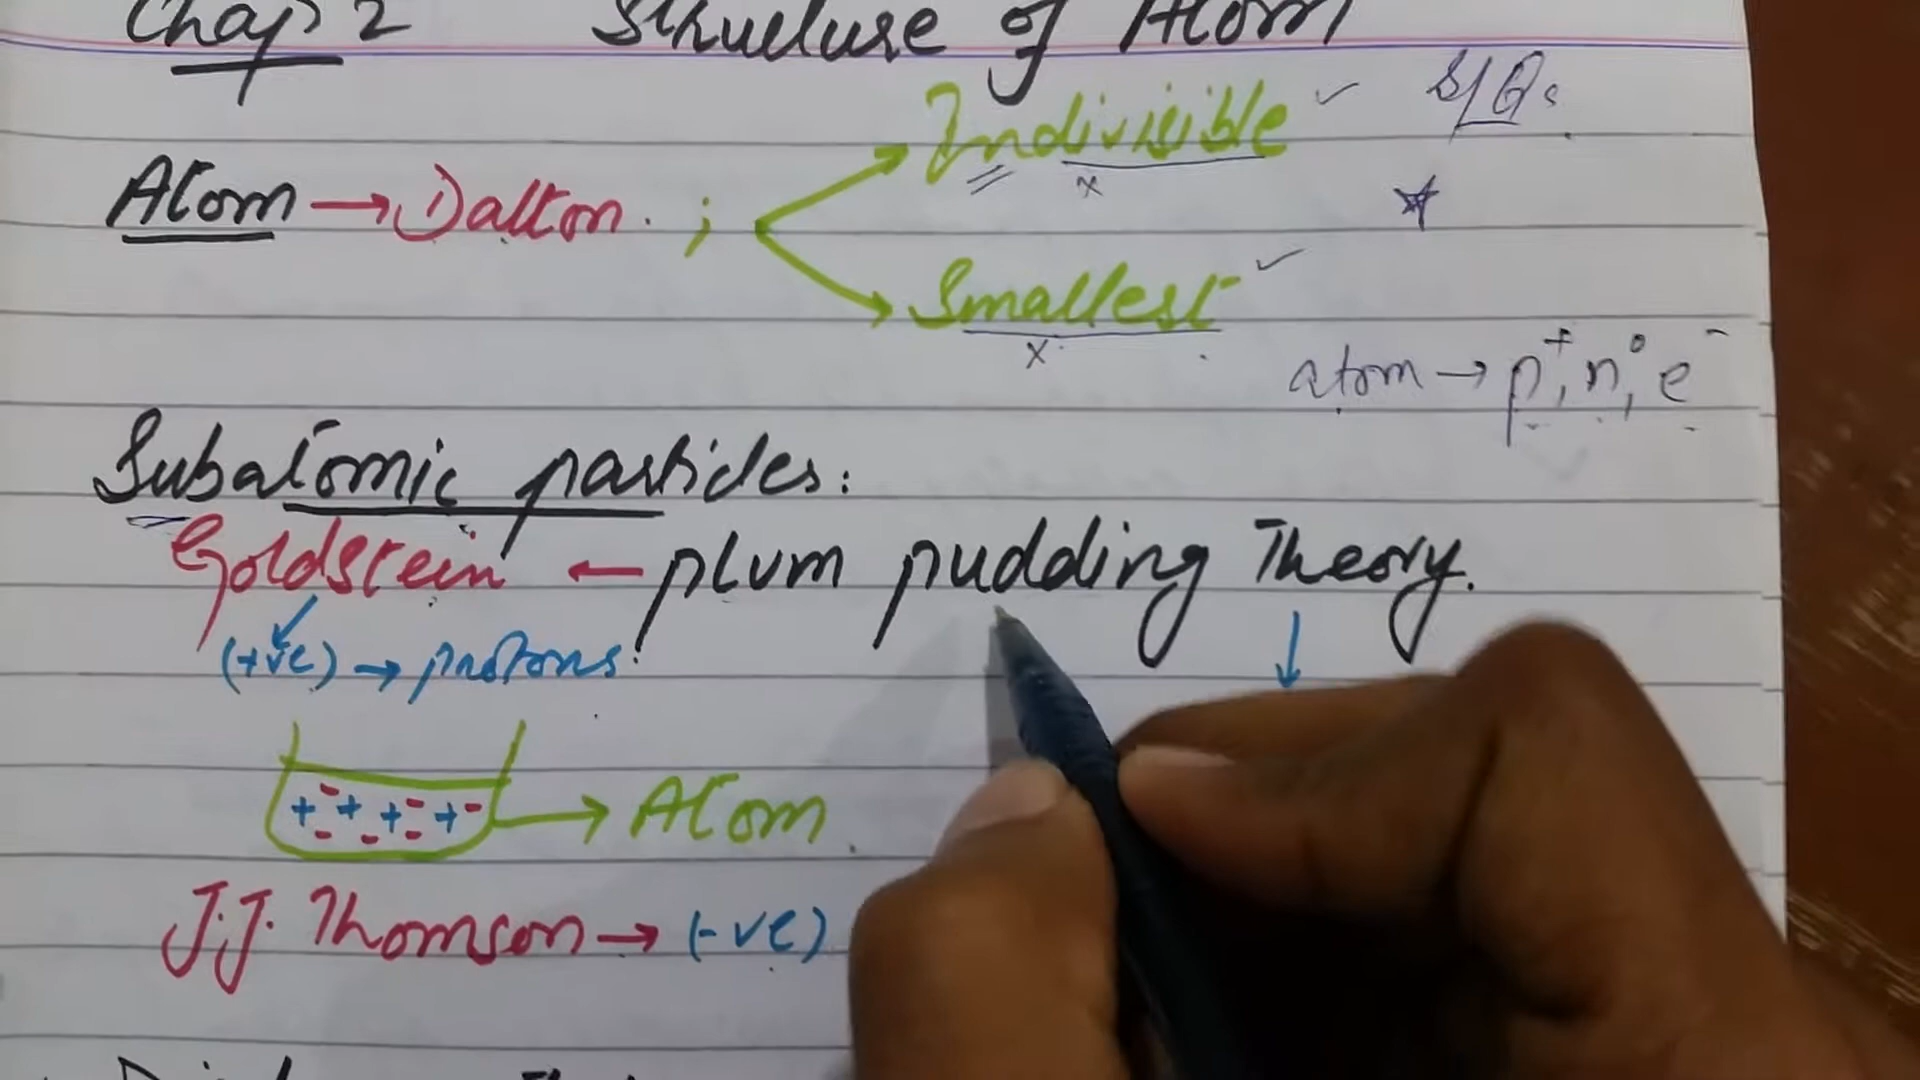 Chap 2 Structure of Atom
Indivisible ✓ S/Qs
x
Atom → Dalton. ;
Smallest ✓
x
atom → p⁺, n⁰, e⁻
Subatomic particles:
Goldstein ← plum pudding Theory.
(+ve) → protons.
+ - + + - + -
- - -
→ Atom
J.J. Thomson → (-ve)